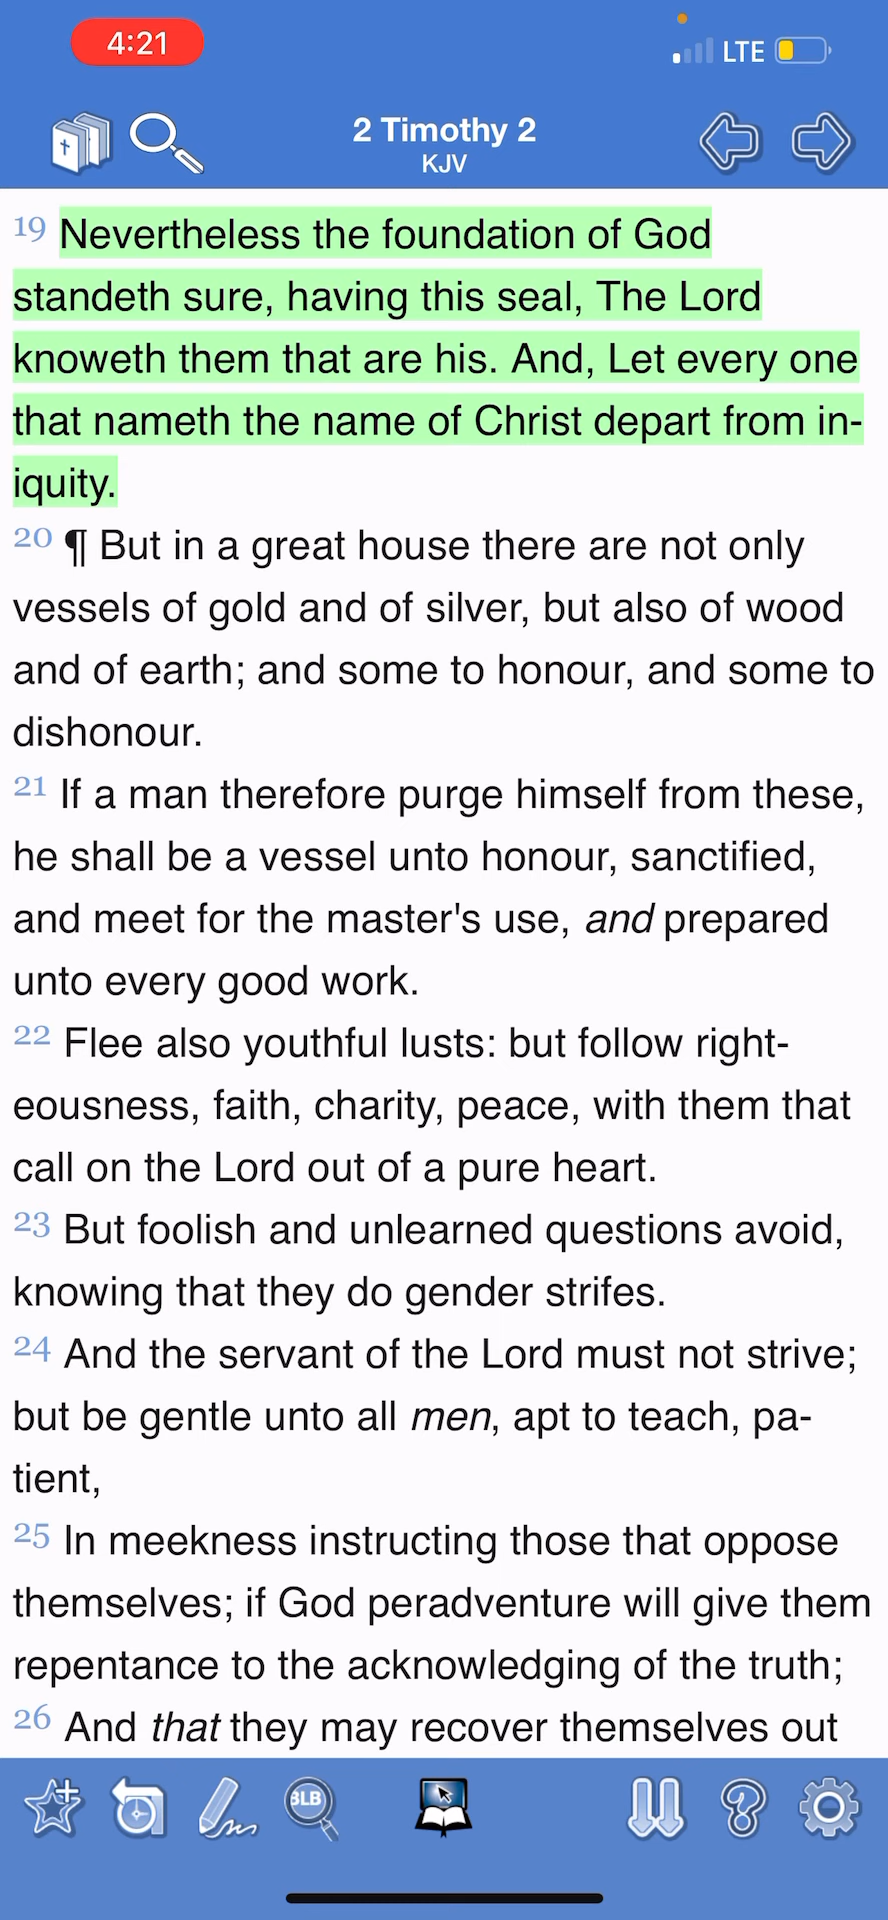 4:21
LTE
2 Timothy 2
KJV
19 Nevertheless the foundation of God
standeth sure, having this seal, The Lord
knoweth them that are his. And, Let every one
that nameth the name of Christ depart from in-
iquity.
20 ¶ But in a great house there are not only
vessels of gold and of silver, but also of wood
and of earth; and some to honour, and some to
dishonour.
21 If a man therefore purge himself from these,
he shall be a vessel unto honour, sanctified,
and meet for the master's use, and prepared
unto every good work.
22 Flee also youthful lusts: but follow right-
eousness, faith, charity, peace, with them that
call on the Lord out of a pure heart.
23 But foolish and unlearned questions avoid,
knowing that they do gender strifes.
24 And the servant of the Lord must not strive;
but be gentle unto all men, apt to teach, pa-
tient,
25 In meekness instructing those that oppose
themselves; if God peradventure will give them
repentance to the acknowledging of the truth;
26 And that they may recover themselves out
BLB